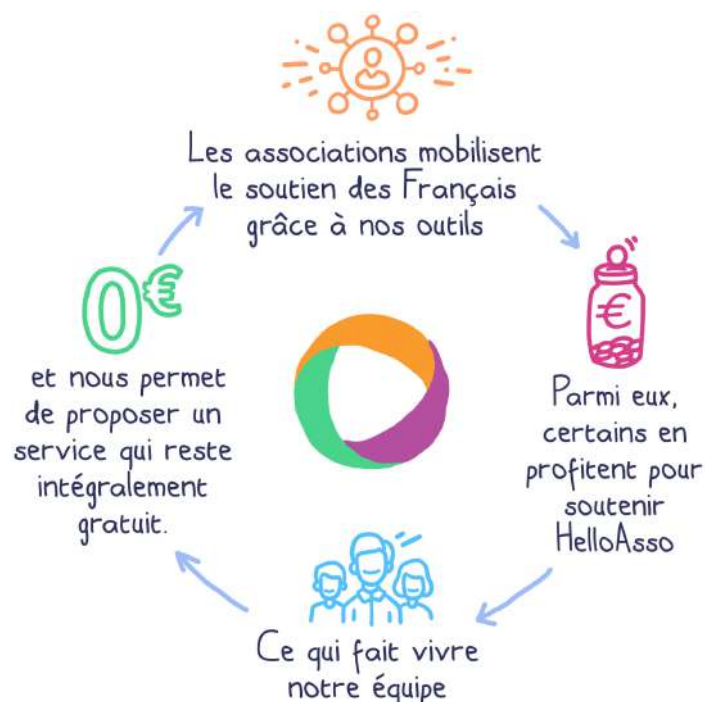 Les associations mobilisent
le soutien des Français
grâce à nos outils
€
Parmi eux,
certains en
profitent pour
soutenir
HelloAsso
Ce qui fait vivre
notre équipe
0€
et nous permet
de proposer un
service qui reste
intégralement
gratuit.